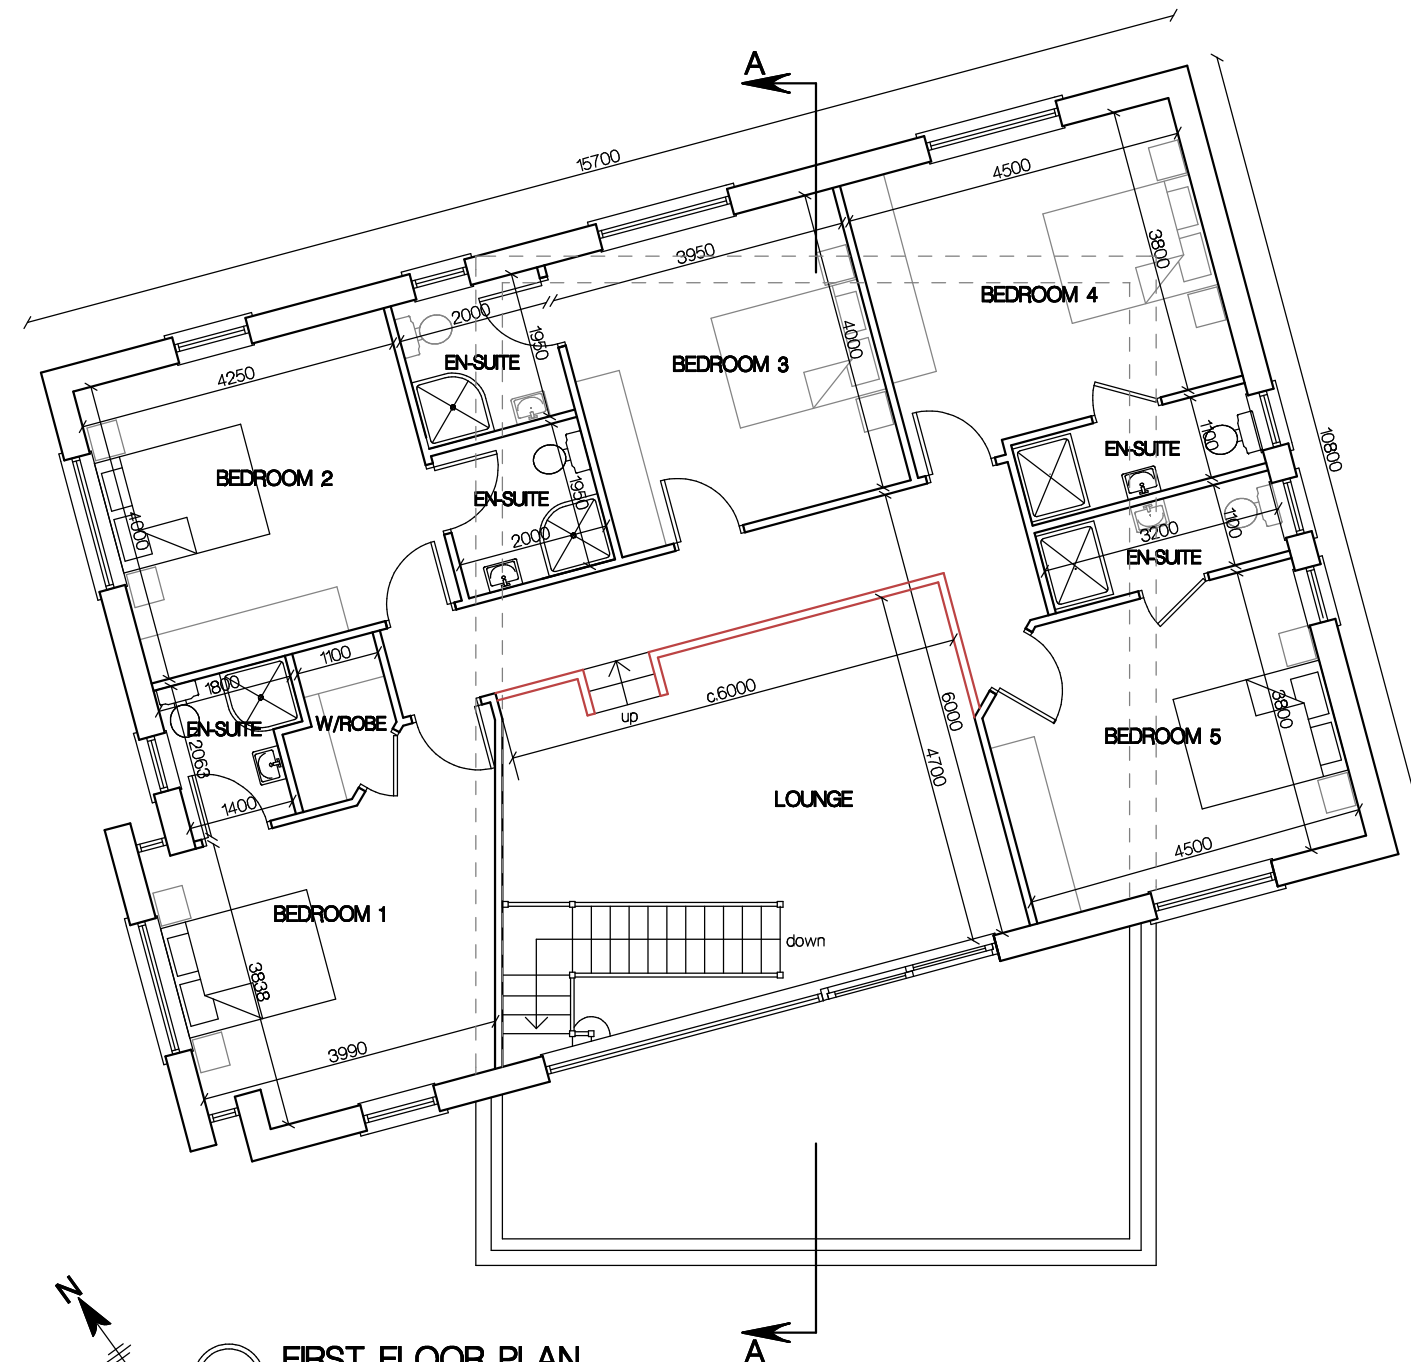 A
15700
4500
3950
3800
BEDROOM 4
2000
1950
4000
EN-SUITE
BEDROOM 3
4250
10800
1100
EN-SUITE
BEDROOM 2
EN-SUITE
1950
4000
2000
3200
1100
EN-SUITE
1100
1800
EN-SUITE
W/ROBE
2063
up
c.6000
6000
3800
BEDROOM 5
4700
LOUNGE
1400
4500
BEDROOM 1
down
3838
3990
N
FIRST FLOOR PLAN
A